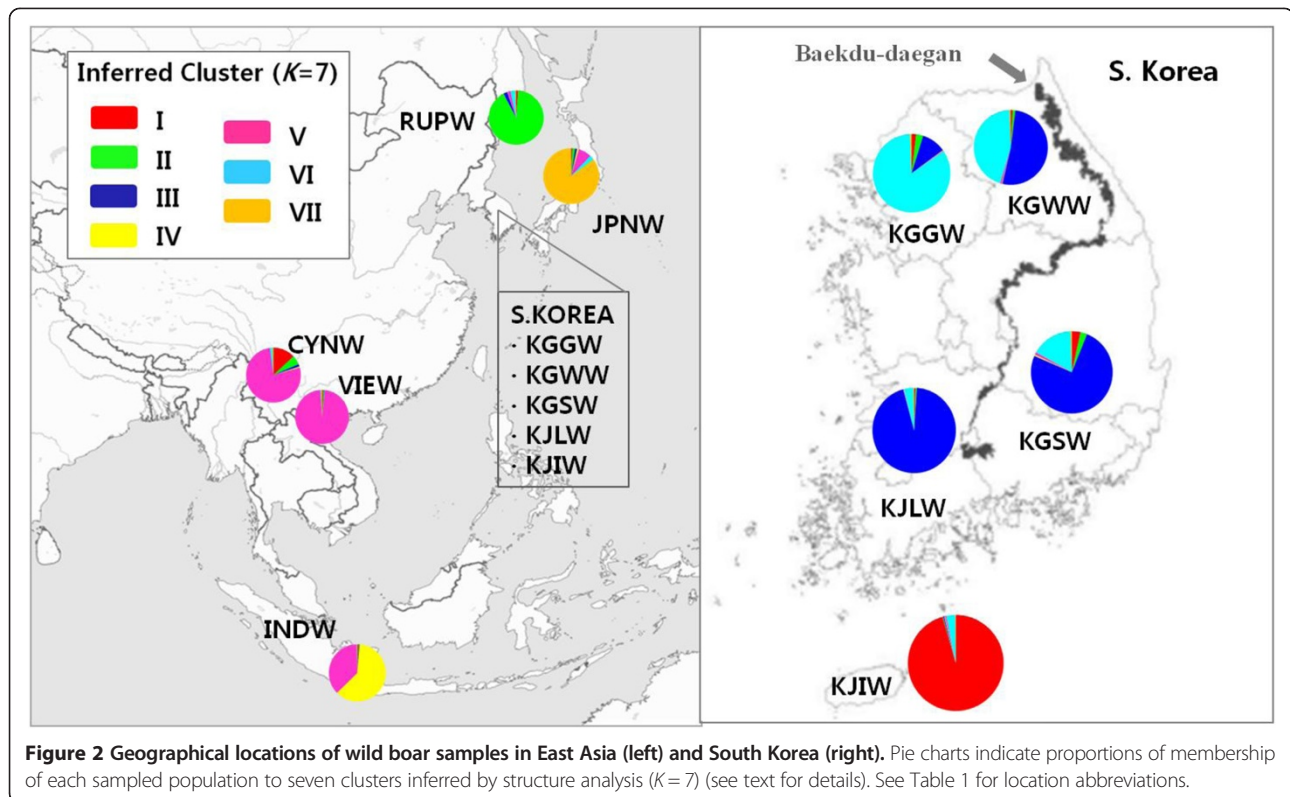 Inferred Cluster (K=7)
I
II
III
IV
V
VI
VII
RUPW
JPNW
S.KOREA
· KGGW
· KGWW
· KGSW
· KJLW
· KJIW
CYNW
VIEW
INDW
Baekdu-daegan
S. Korea
KGGW
KGWW
KGSW
KJLW
KJIW
Figure 2 Geographical locations of wild boar samples in East Asia (left) and South Korea (right). Pie charts indicate proportions of membership
of each sampled population to seven clusters inferred by structure analysis (K = 7) (see text for details). See Table 1 for location abbreviations.